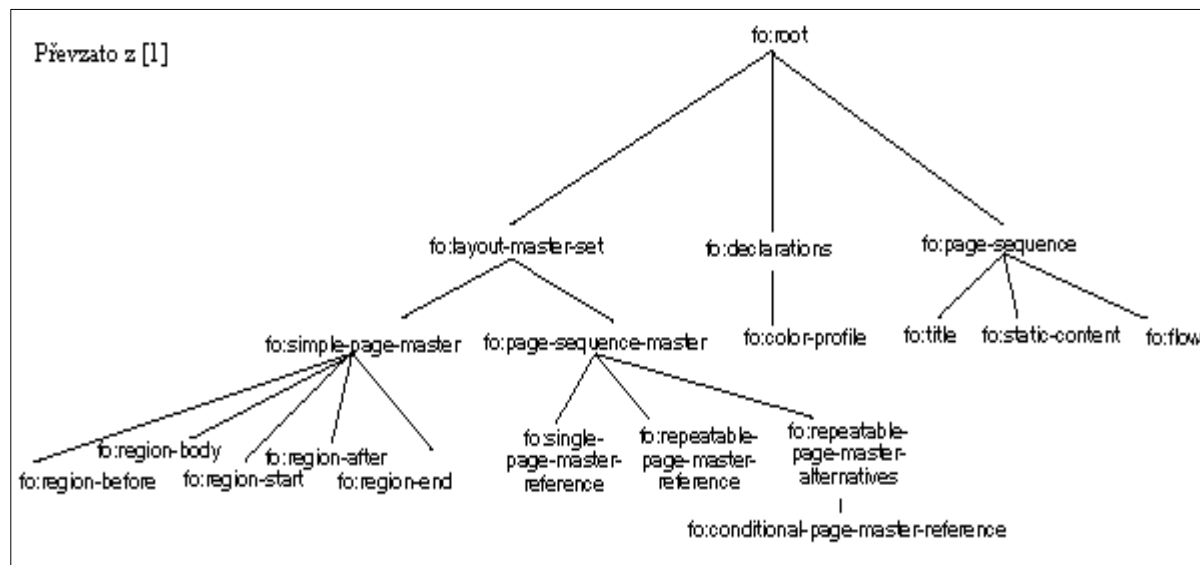 fo:root
Převzato z [1]
fo:layout-master-set
fo:declarations
fo:page-sequence
fo:simple-page-master
fo:page-sequence-master
fo:color-profile
fo:title
fo:static-content
fo:flow
fo:region-body
fo:region-before
fo:region-start
fo:region-after
fo:region-end
fo:single-
page-master-
reference
fo:repeatable-
page-master-
reference
fo:repeatable-
page-master-
alternatives
fo:conditional-page-master-reference